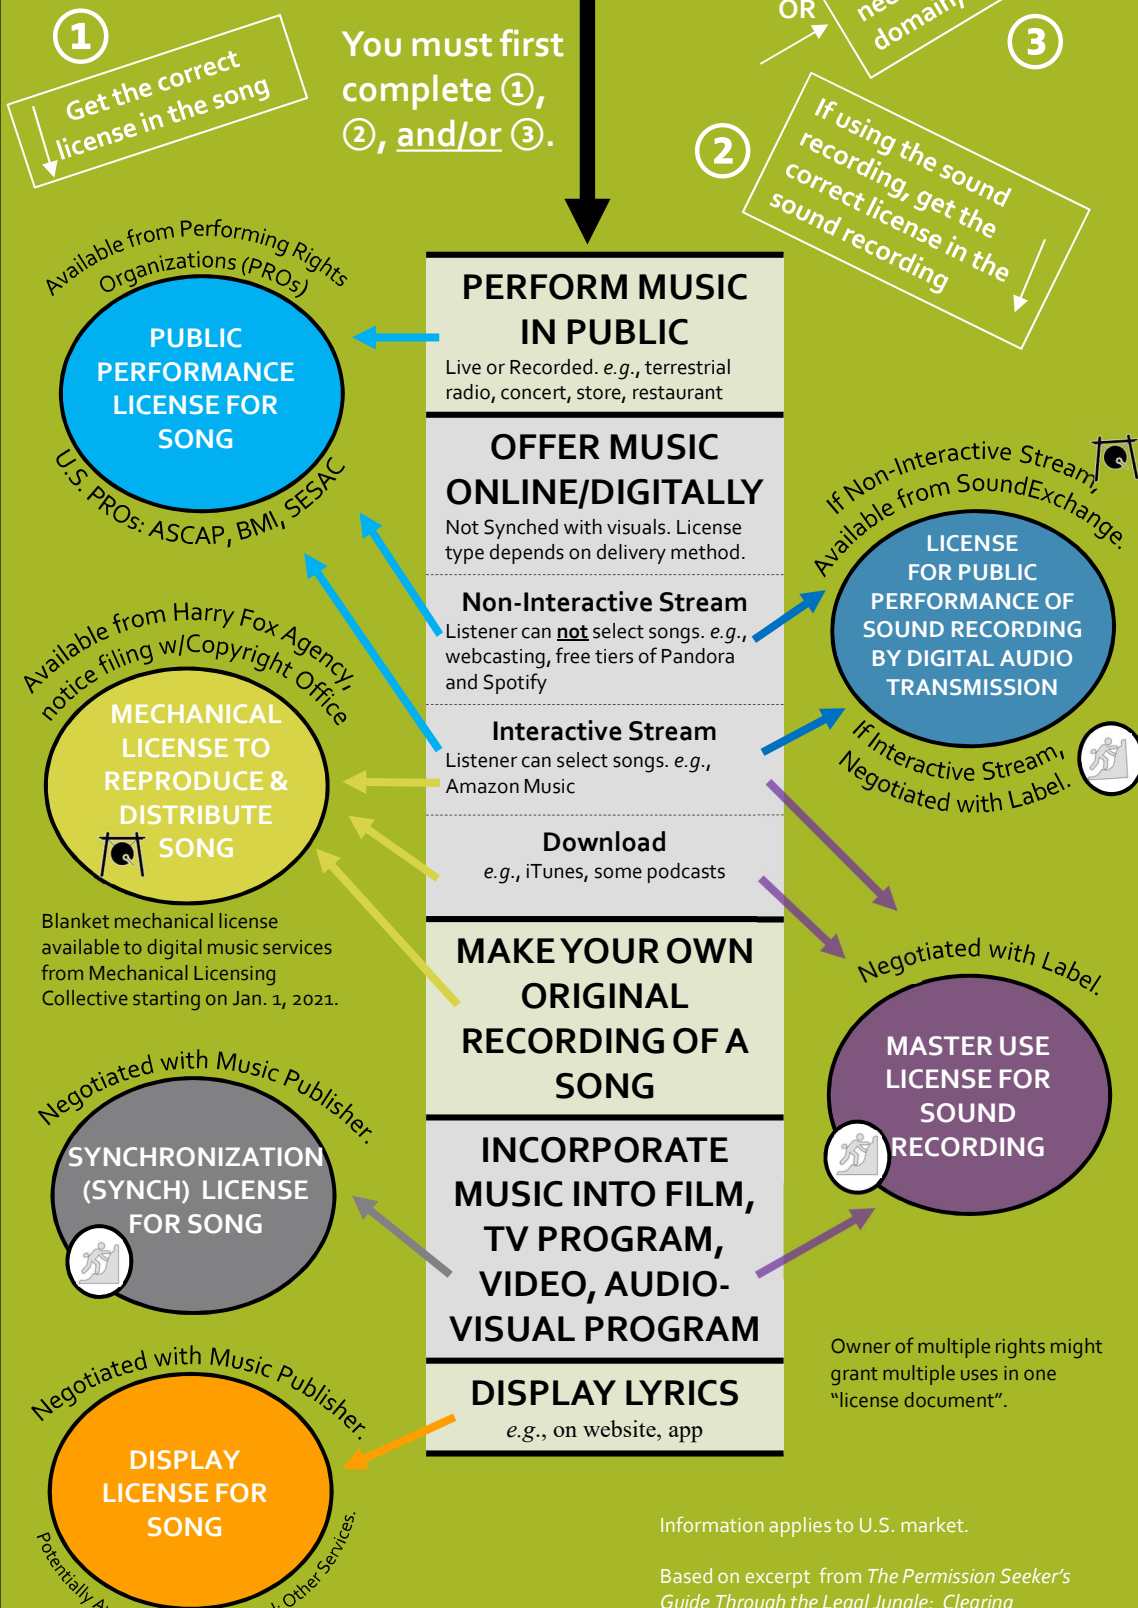 1
Get the correct
license in the song
You must first
complete ①,
②, and/or ③.
OR
domain,
3
2
If using the sound
recording, get the
correct license in the
sound recording
Available from Performing Rights
Organizations (PROs)
PUBLIC
PERFORMANCE
LICENSE FOR
SONG
U.S. PROs: ASCAP, BMI, SESAC
PERFORM MUSIC
IN PUBLIC
Live or Recorded. e.g., terrestrial
radio, concert, store, restaurant
OFFER MUSIC
ONLINE/DIGITALLY
Not Synched with visuals. License
type depends on delivery method.
Non-Interactive Stream
Listener can not select songs. e.g.,
webcasting, free tiers of Pandora
and Spotify
Interactive Stream
Listener can select songs. e.g.,
Amazon Music
Download
e.g., iTunes, some podcasts
If Non-Interactive Stream,
Available from SoundExchange.
LICENSE
FOR PUBLIC
PERFORMANCE OF
SOUND RECORDING
BY DIGITAL AUDIO
TRANSMISSION
If Interactive Stream,
Negotiated with Label.
Available from Harry Fox Agency,
notice filing w/Copyright Office
MECHANICAL
LICENSE TO
REPRODUCE &
DISTRIBUTE
SONG
Blanket mechanical license
available to digital music services
from Mechanical Licensing
Collective starting on Jan. 1, 2021.
MAKE YOUR OWN
ORIGINAL
RECORDING OF A
SONG
Negotiated with Label.
MASTER USE
LICENSE FOR
SOUND
RECORDING
Negotiated with Music Publisher.
SYNCHRONIZATION
(SYNCH) LICENSE
FOR SONG
INCORPORATE
MUSIC INTO FILM,
TV PROGRAM,
VIDEO, AUDIO-
VISUAL PROGRAM
Owner of multiple rights might
grant multiple uses in one
“license document”.
DISPLAY LYRICS
e.g., on website, app
Negotiated with Music Publisher.
DISPLAY
LICENSE FOR
SONG
Potentially
Other Services.
Information applies to U.S. market.
Based on excerpt from The Permission Seeker’s
Guide Through the Legal Jungle: Clearing